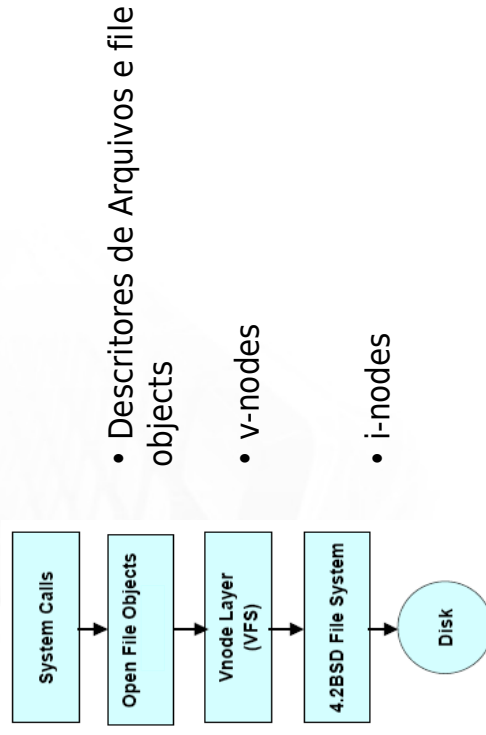 System Calls
Open File Objects
Vnode Layer
(VFS)
4.2BSD File System
Disk
• Descritores de Arquivos e file
objects
• v-nodes
• i-nodes